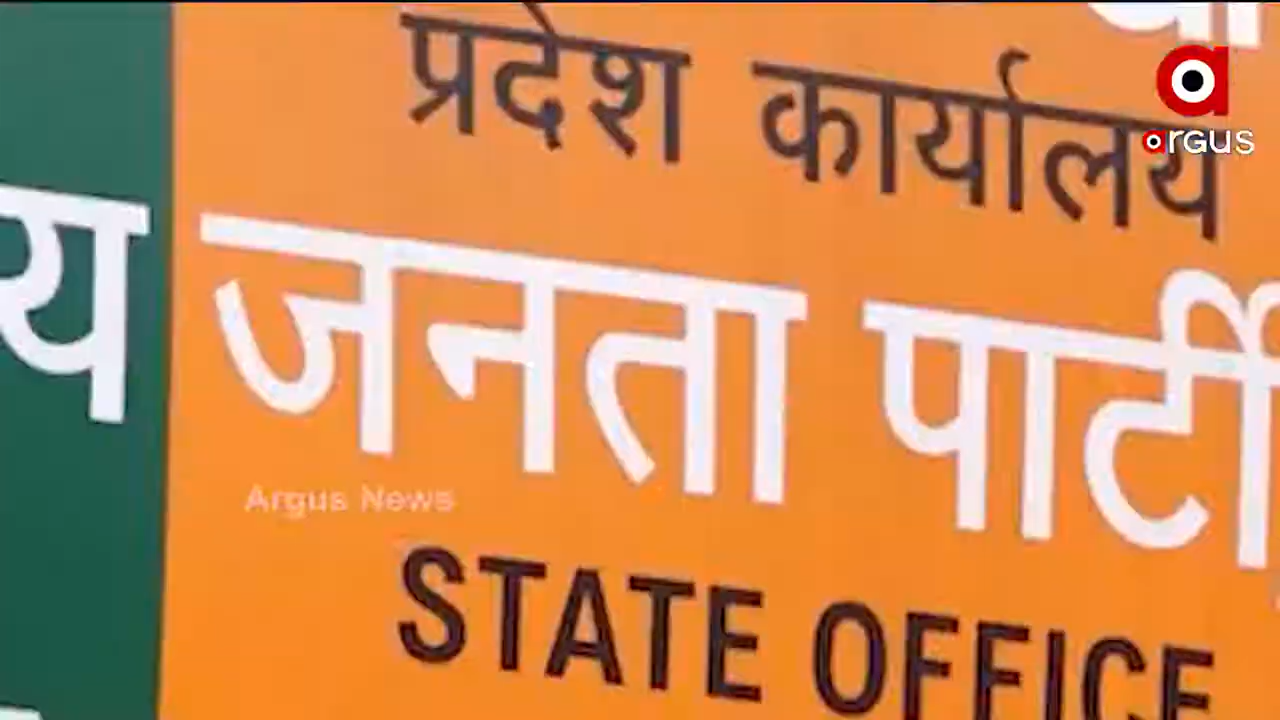 प्रदेश कार्यालय
argus
य जनता पार्टी
Argus News
STATE OFFICE